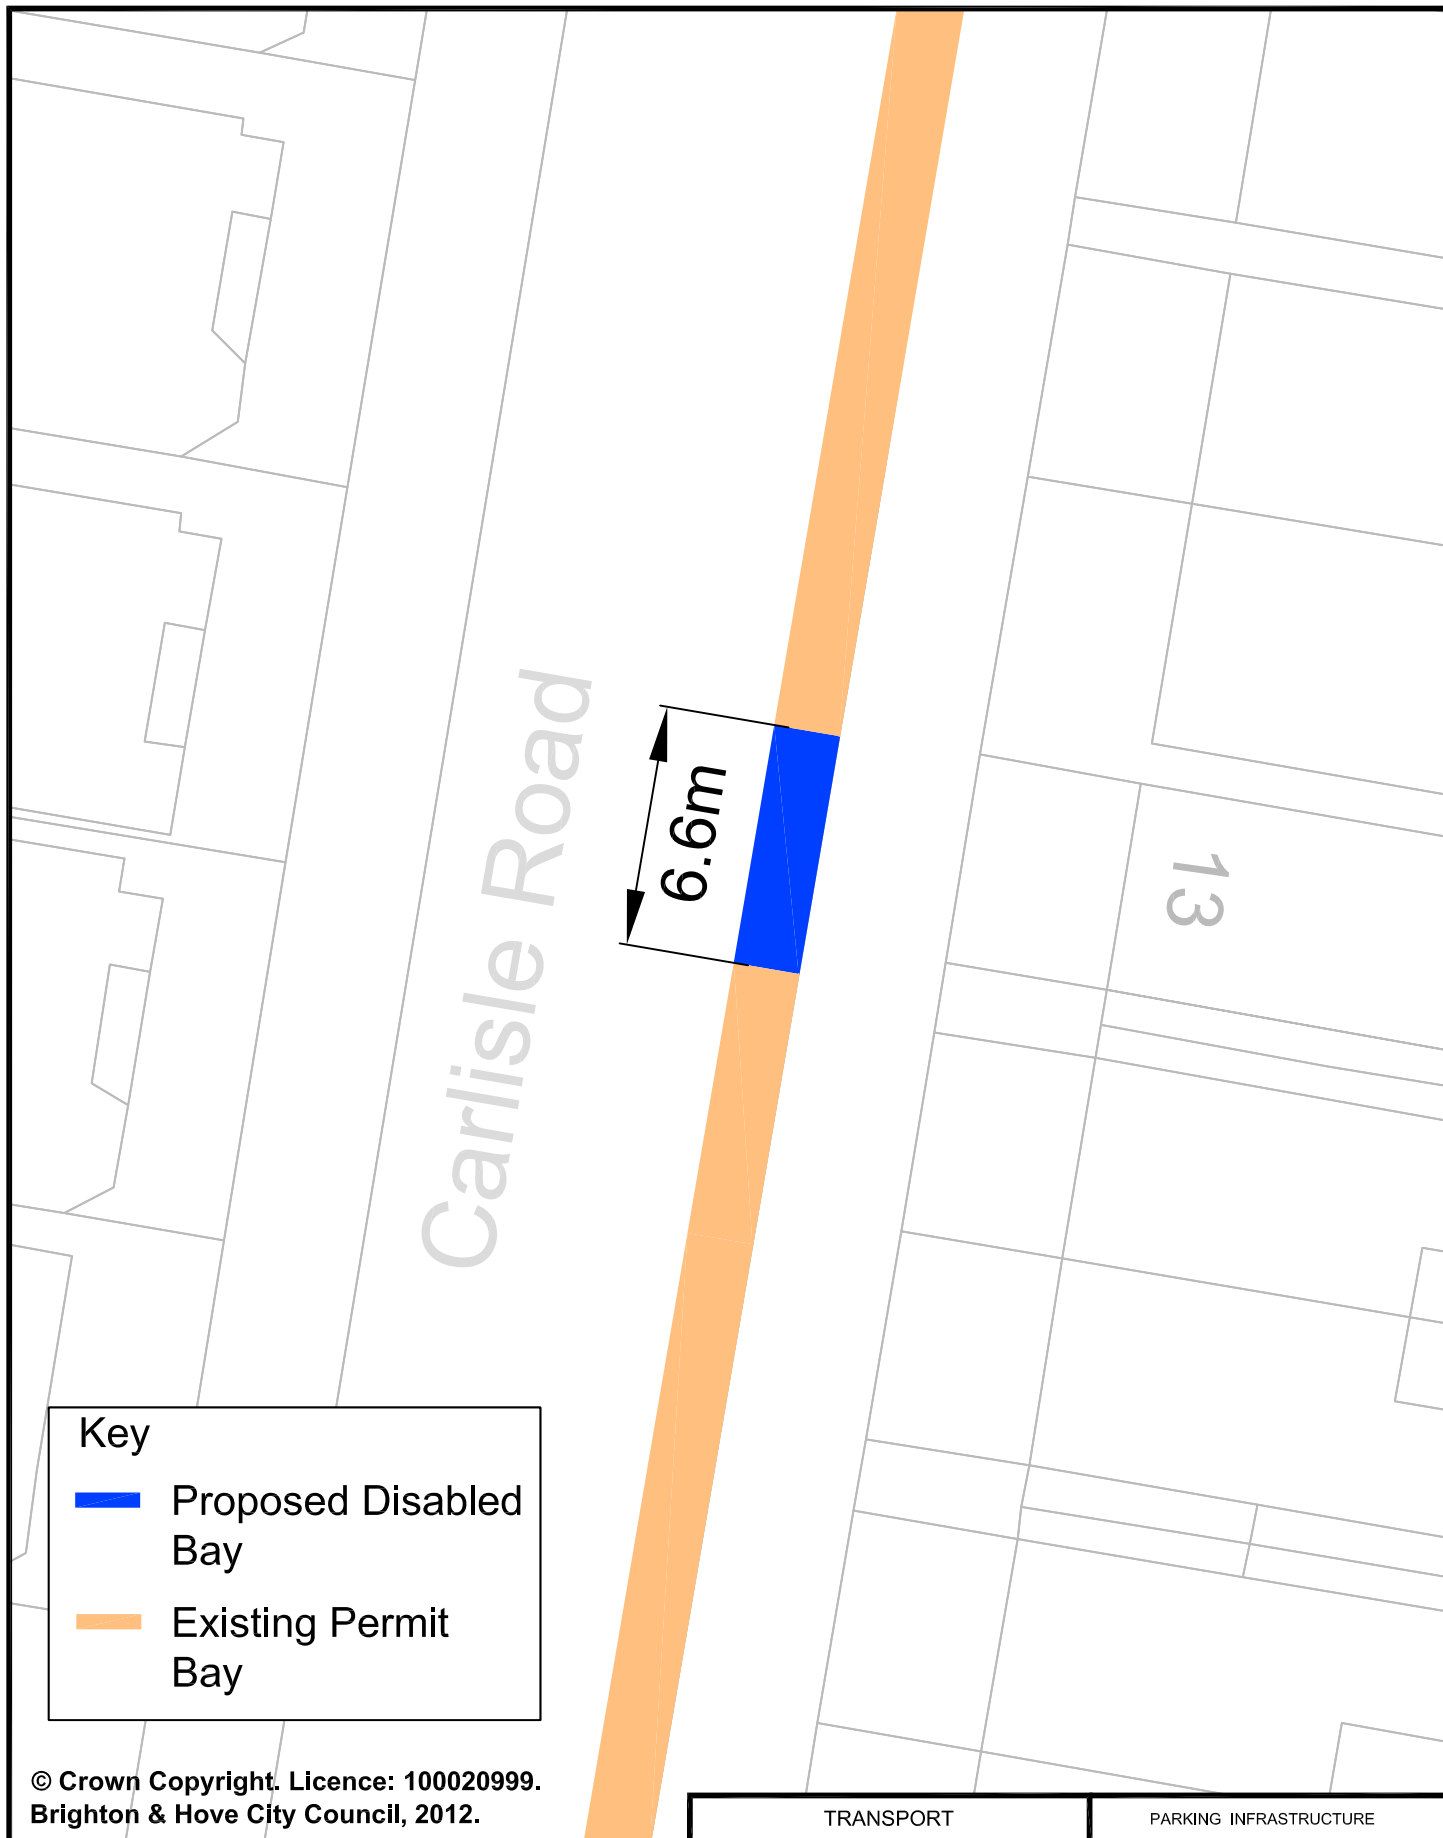 Carlisle Road
6.6m
13
Key
Proposed Disabled
Bay
Existing Permit
Bay
© Crown Copyright. Licence: 100020999.
Brighton & Hove City Council, 2012.
TRANSPORT
PARKING INFRASTRUCTURE